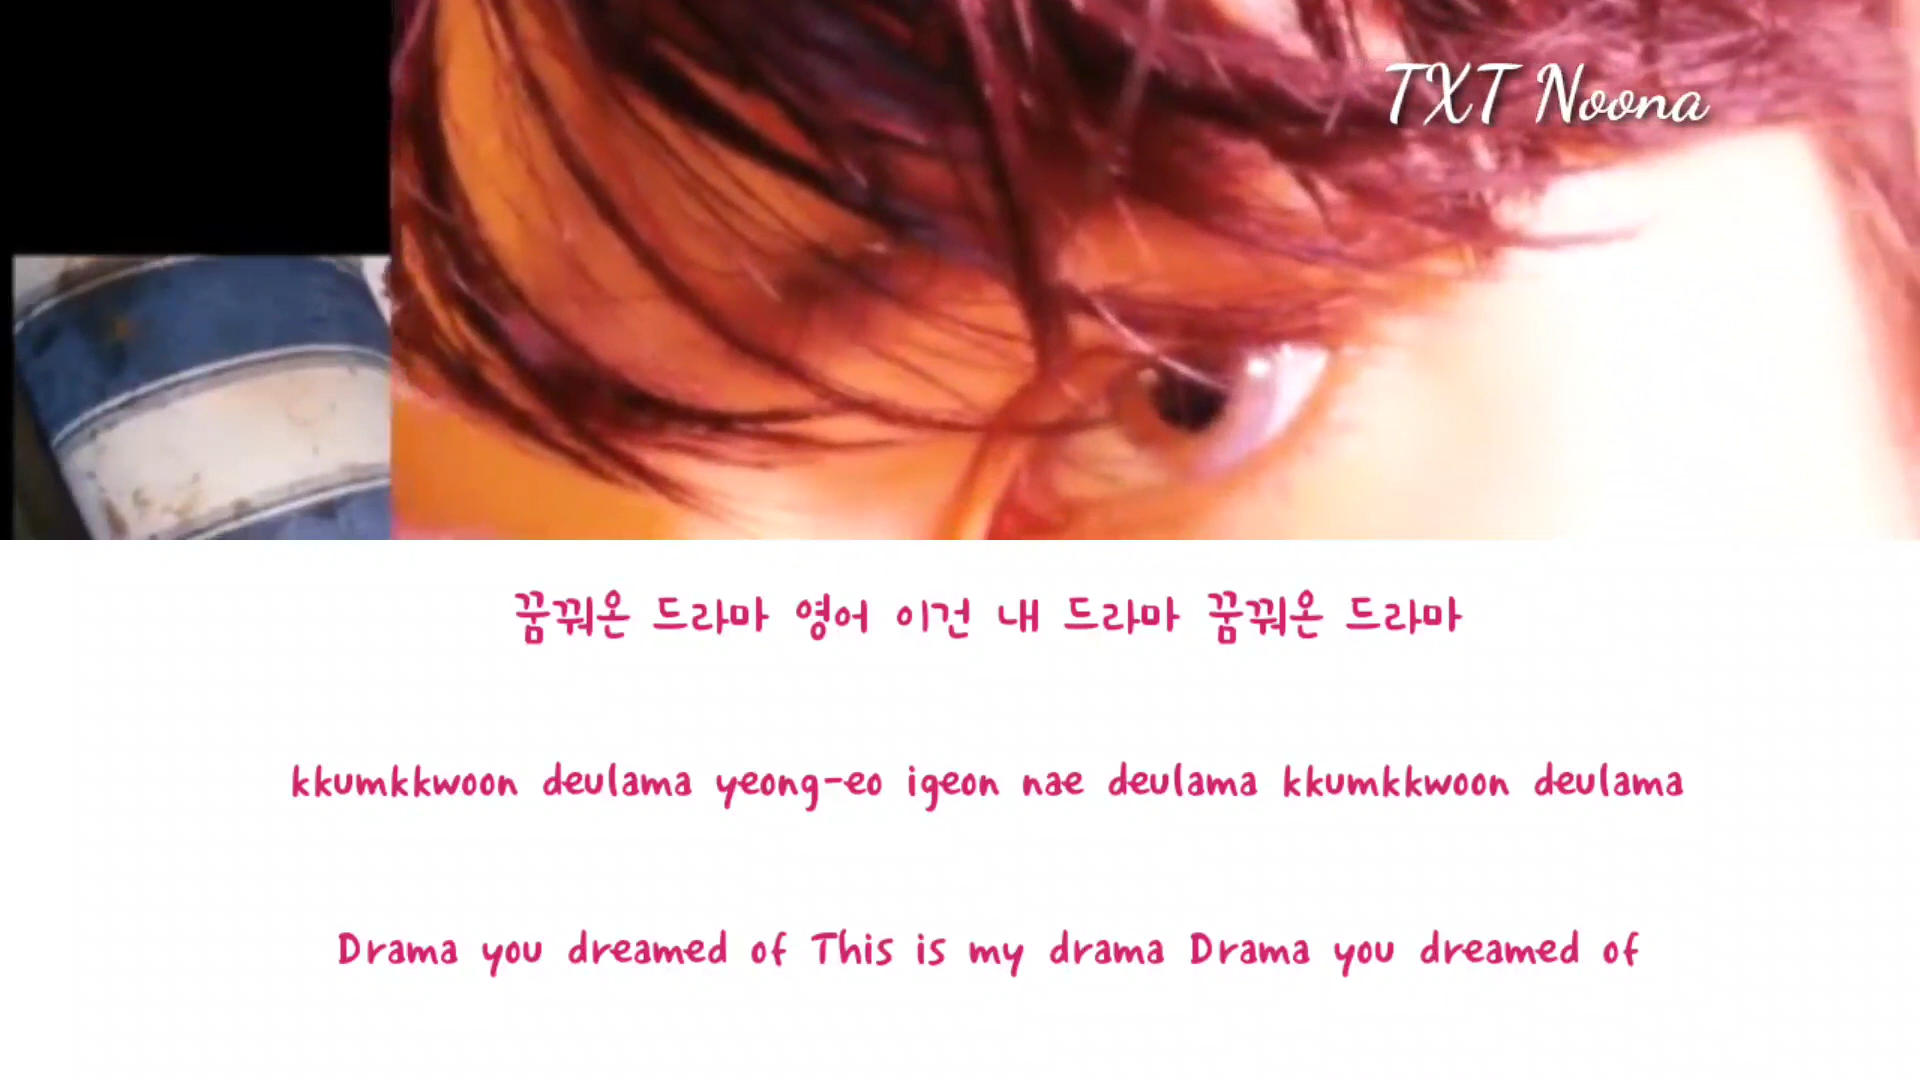 TXT Noona
꿈꿔온 드라마 영어 이건 내 드라마 꿈꿔온 드라마
kkumkkwoon deulama yeong-eo igeon nae deulama kkumkkwoon deulama
Drama you dreamed of This is my drama Drama you dreamed of